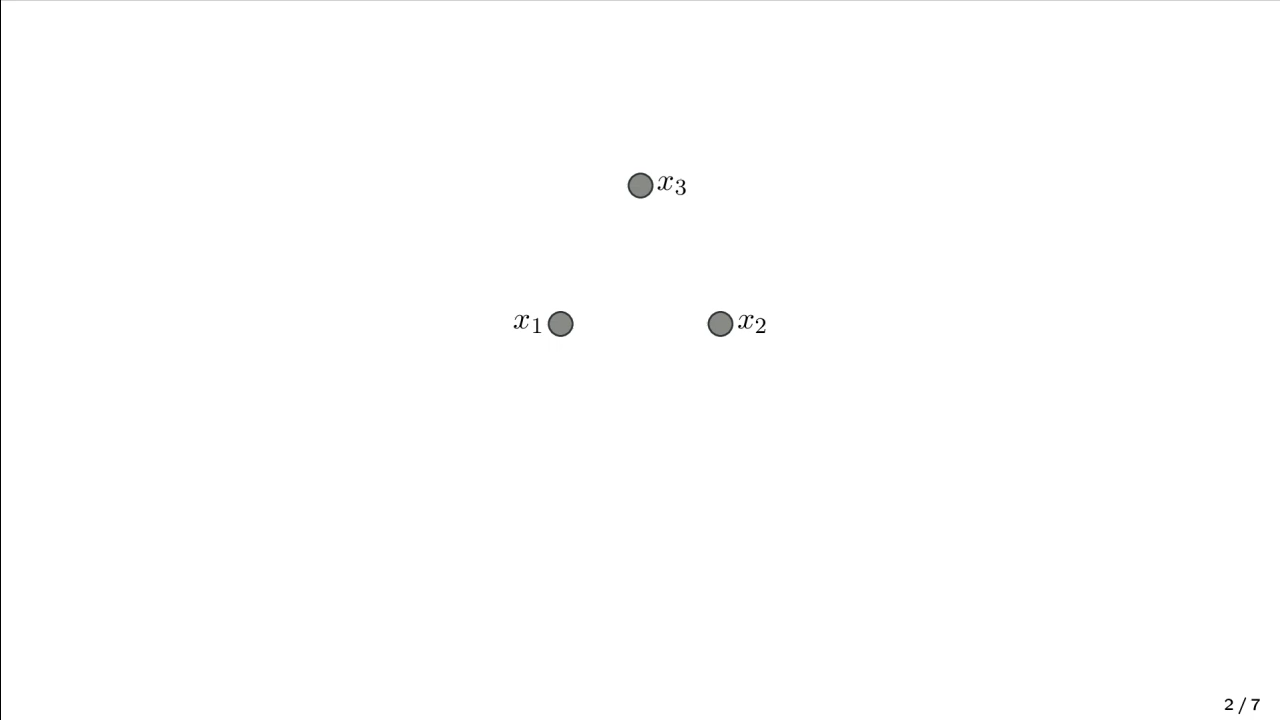 x₃
x₁ x₂
2 / 7